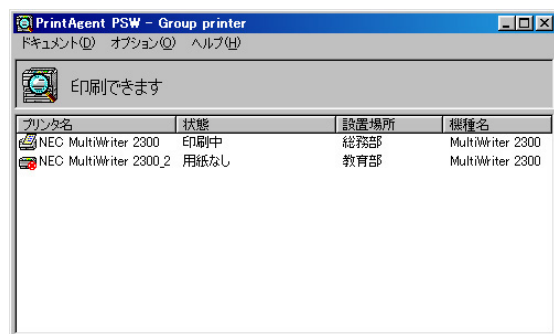 PrintAgent PSW - Group printer
ドキュメント(D) オプション(O) ヘルプ(H)
印刷できます
プリンタ名 状態 設置場所 機種名
NEC MultiWriter 2300 印刷中 総務部 MultiWriter 2300
NEC MultiWriter 2300_2 用紙なし 教育部 MultiWriter 2300